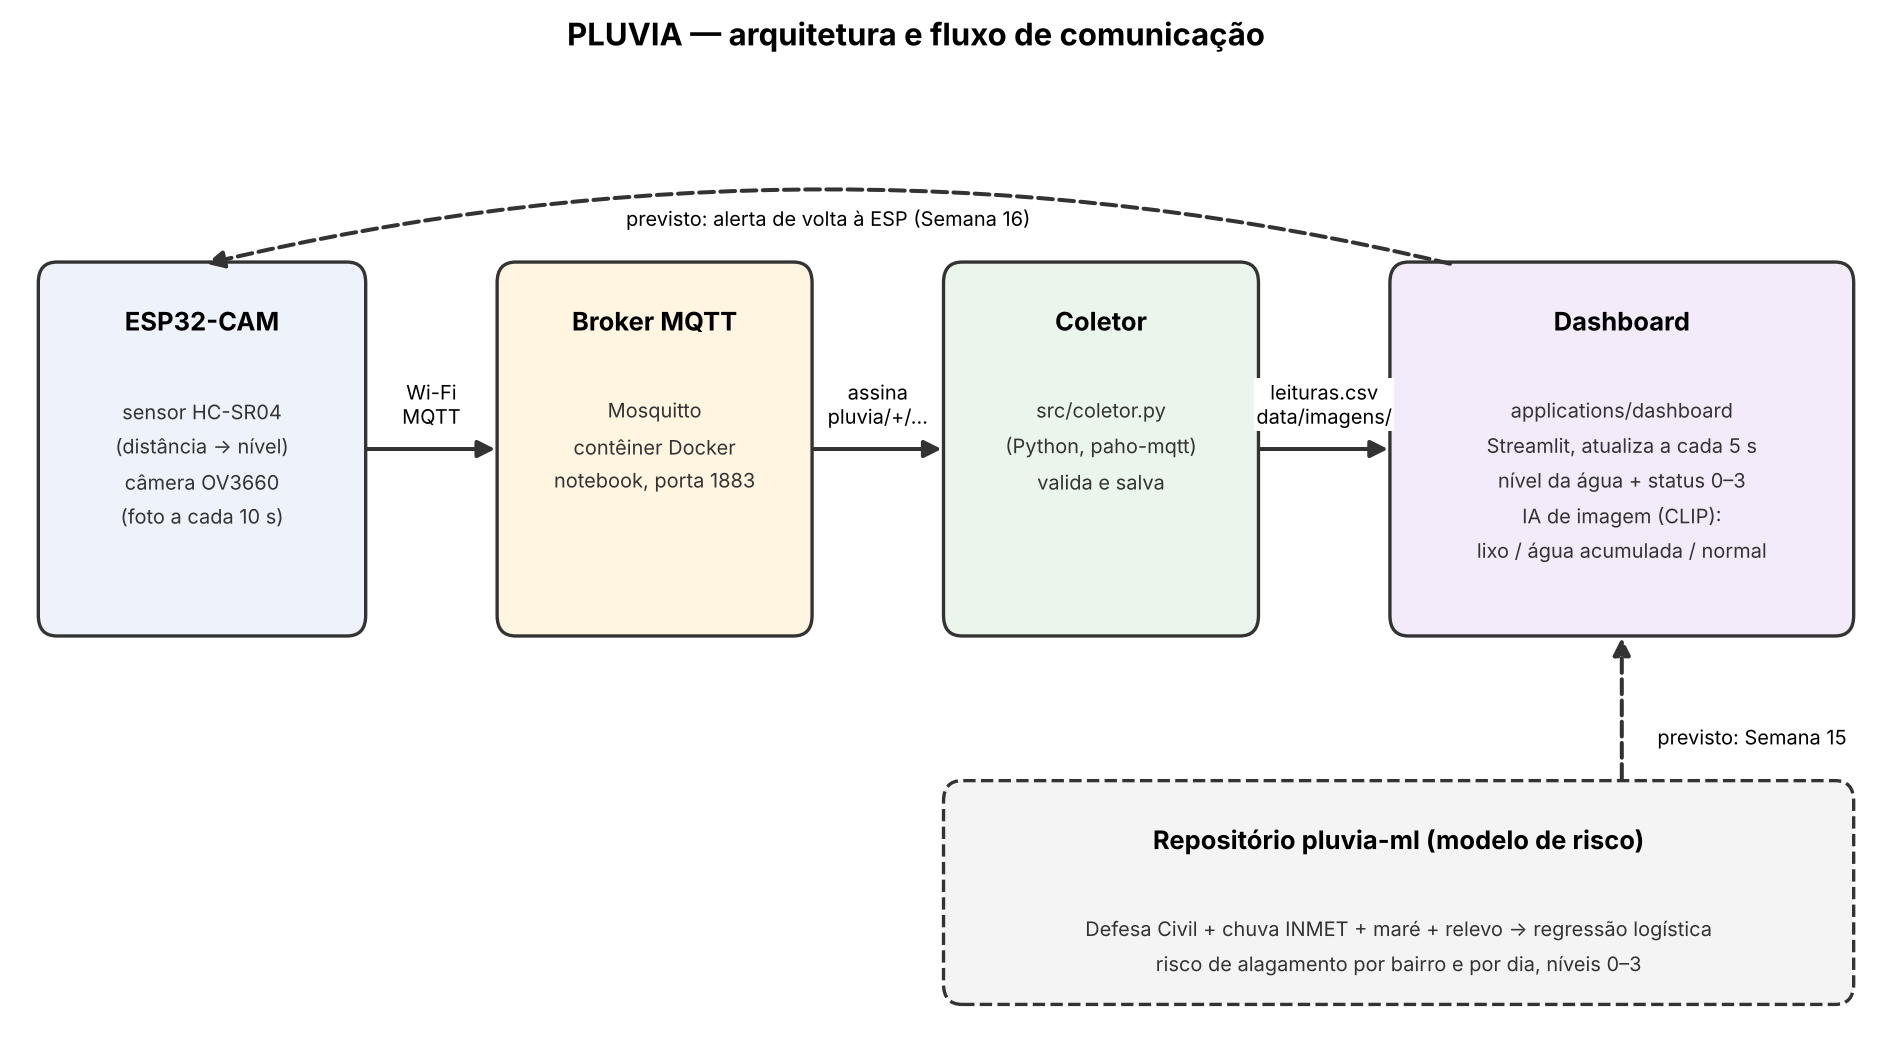 PLUVIA — arquitetura e fluxo de comunicação
previsto: alerta de volta à ESP (Semana 16)
ESP32-CAM
sensor HC-SR04
(distância → nível)
câmera OV3660
(foto a cada 10 s)
Wi-Fi
MQTT
Broker MQTT
Mosquitto
contêiner Docker
notebook, porta 1883
assina
pluvia/+/...
Coletor
src/coletor.py
(Python, paho-mqtt)
valida e salva
leituras.csv
data/imagens/
Dashboard
applications/dashboard
Streamlit, atualiza a cada 5 s
nível da água + status 0–3
IA de imagem (CLIP):
lixo / água acumulada / normal
previsto: Semana 15
Repositório pluvia-ml (modelo de risco)
Defesa Civil + chuva INMET + maré + relevo → regressão logística
risco de alagamento por bairro e por dia, níveis 0–3